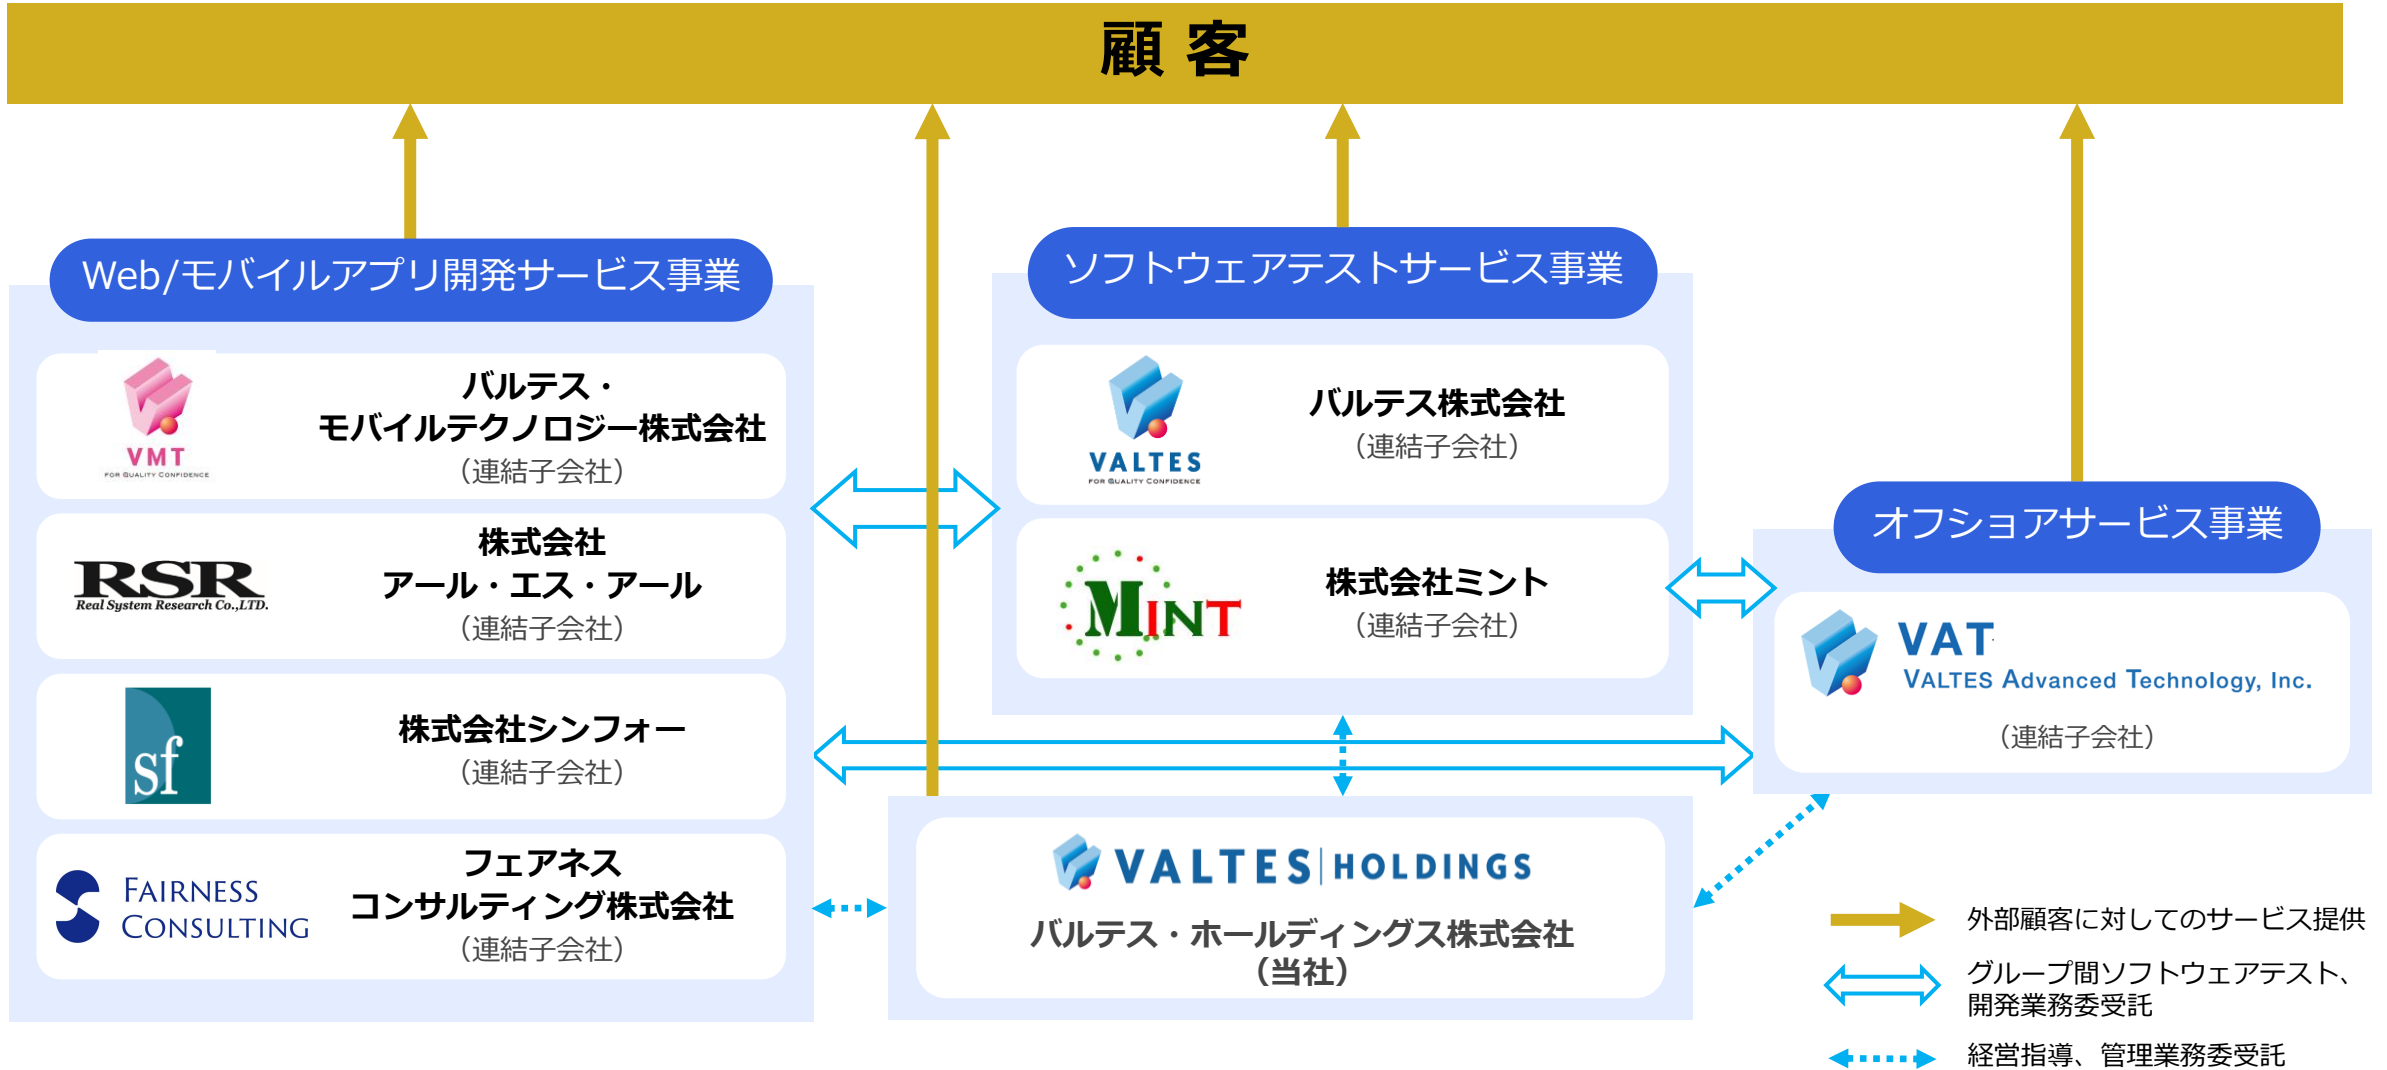 顧 客
Web/モバイルアプリ開発サービス事業
VMT
FOR QUALITY CONFIDENCE
バルテス・
モバイルテクノロジー株式会社
（連結子会社）
RSR
Real System Research Co.,LTD.
株式会社
アール・エス・アール
（連結子会社）
sf
株式会社シンフォー
（連結子会社）
FAIRNESS
CONSULTING
フェアネス
コンサルティング株式会社
（連結子会社）
ソフトウェアテストサービス事業
VALTES
FOR QUALITY CONFIDENCE
バルテス株式会社
（連結子会社）
MINT
株式会社ミント
（連結子会社）
オフショアサービス事業
VAT
VALTES Advanced Technology, Inc.
（連結子会社）
VALTES|HOLDINGS
バルテス・ホールディングス株式会社
（当社）
外部顧客に対してのサービス提供
グループ間ソフトウェアテスト、
開発業務委受託
経営指導、管理業務委受託